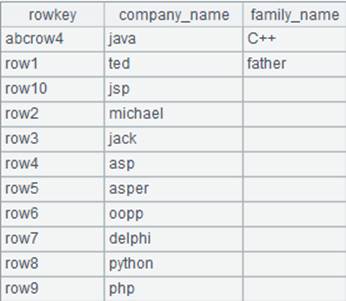 rowkey company_name family_name
abcrow4 java C++
row1 ted father
row10 jsp
row2 michael
row3 jack
row4 asp
row5 asper
row6 oopp
row7 delphi
row8 python
row9 php